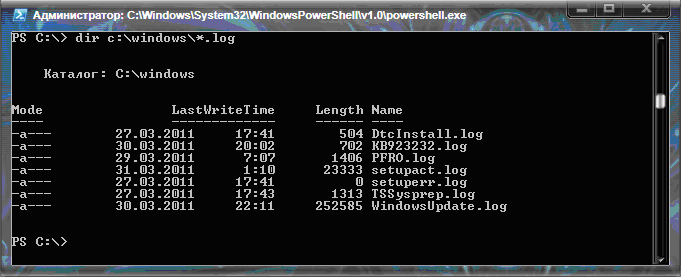 Администратор: C:\Windows\System32\WindowsPowerShell\v1.0\powershell.exe
PS C:\> dir c:\windows\*.log
Каталог: C:\windows
Mode LastWriteTime Length Name
---- ------------- ------ ----
-a--- 27.03.2011 17:41 504 DtcInstall.log
-a--- 30.03.2011 20:02 702 KB923232.log
-a--- 29.03.2011 7:07 1406 PFRO.log
-a--- 31.03.2011 1:10 23333 setupact.log
-a--- 27.03.2011 17:41 0 setuperr.log
-a--- 27.03.2011 17:43 1313 TSSysprep.log
-a--- 30.03.2011 22:11 252585 WindowsUpdate.log
PS C:\>